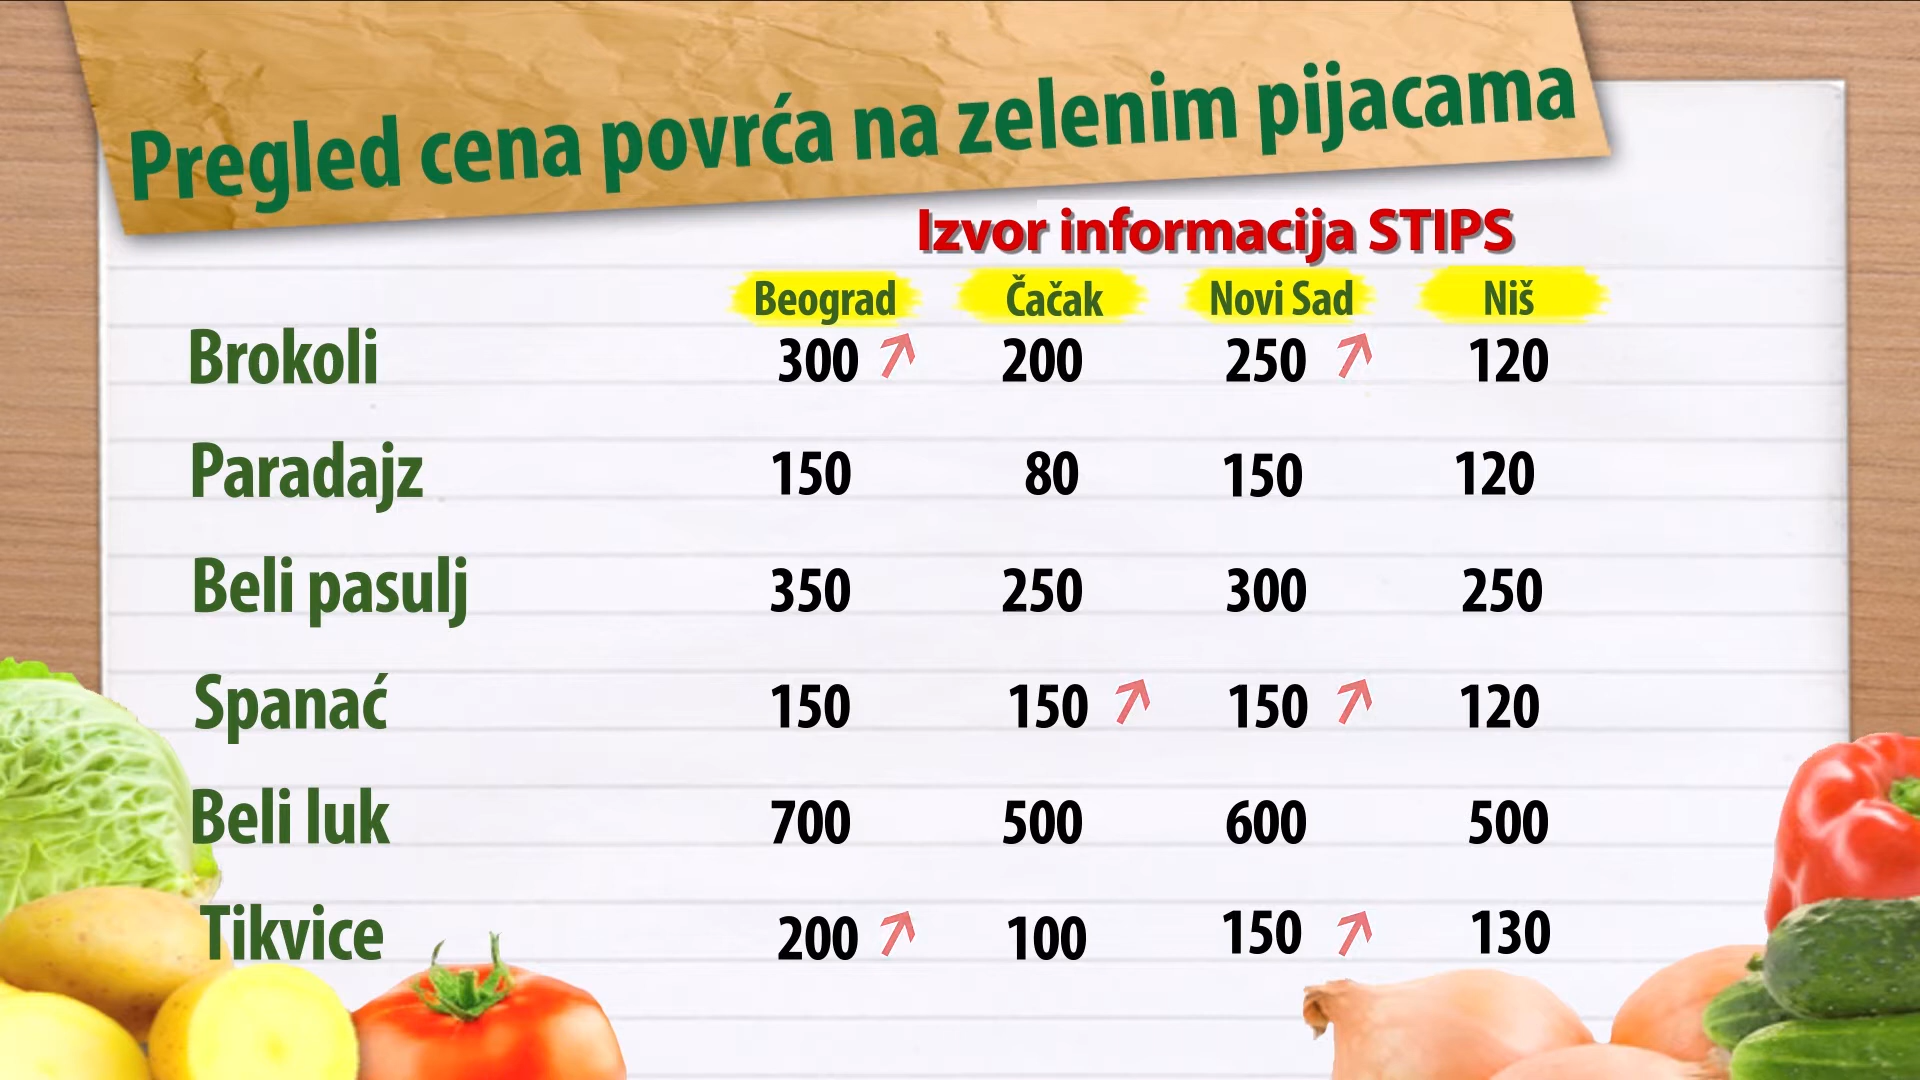 Pregled cena povrća na zelenim pijacama
Izvor informacija STIPS
Beograd Čačak Novi Sad Niš
Brokoli 300 200 250 120
Paradajz 150 80 150 120
Beli pasulj 350 250 300 250
Spanać 150 150 150 120
Beli luk 700 500 600 500
Tikvice 200 100 150 130